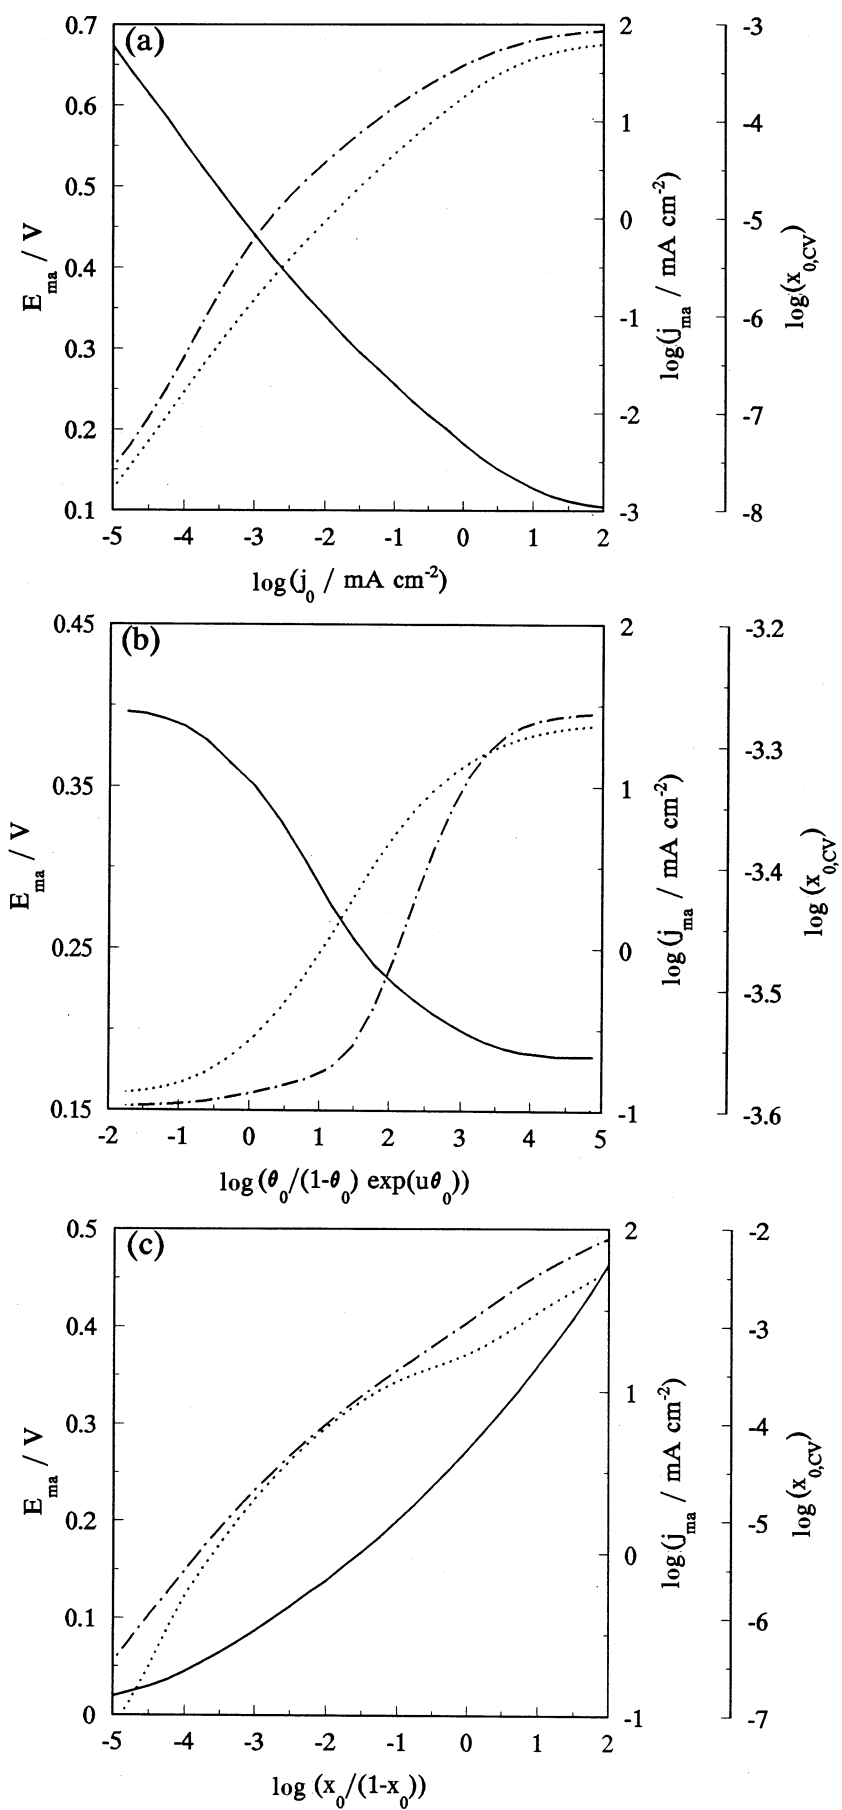 (a)
0.7
0.6
0.5
0.4
0.3
0.2
0.1
E_ma / V
-5 -4 -3 -2 -1 0 1 2
log(j_0 / mA cm^-2)
2
1
0
-1
-2
-3
log(j_ma / mA cm^-2)
-3
-4
-5
-6
-7
-8
log(x_0,CV)
(b)
0.45
0.35
0.25
0.15
E_ma / V
-2 -1 0 1 2 3 4 5
log(θ_0/(1-θ_0) exp(uθ_0))
2
1
0
-1
log(j_ma / mA cm^-2)
-3.2
-3.3
-3.4
-3.5
-3.6
log (x_0,CV)
(c)
0.5
0.4
0.3
0.2
0.1
0
E_ma / V
-5 -4 -3 -2 -1 0 1 2
log (x_0/(1-x_0))
2
1
0
-1
log(j_ma / mA cm^-2)
-2
-3
-4
-5
-6
-7
log (x_0,CV)